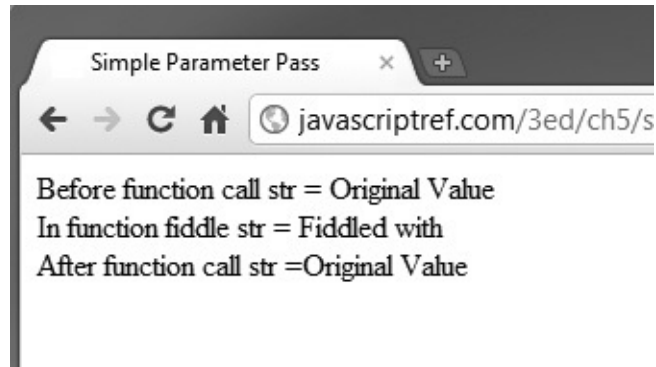 Simple Parameter Pass
javascriptref.com/3ed/ch5/s
Before function call str = Original Value
In function fiddle str = Fiddled with
After function call str =Original Value